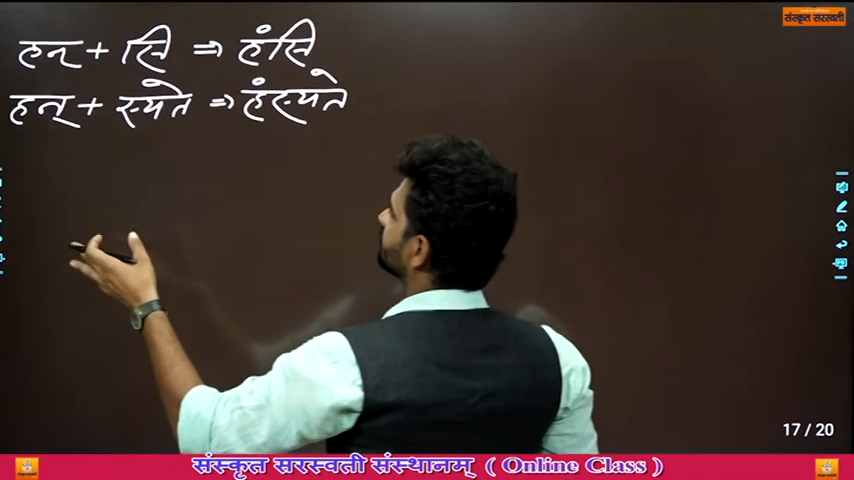 संस्कृत सरस्वती
हन् + सि ⇒ हंसि
हन् + स्यते ⇒ हंस्यते
17 / 20
संस्कृत सरस्वती संस्थानम् ( Online Class )